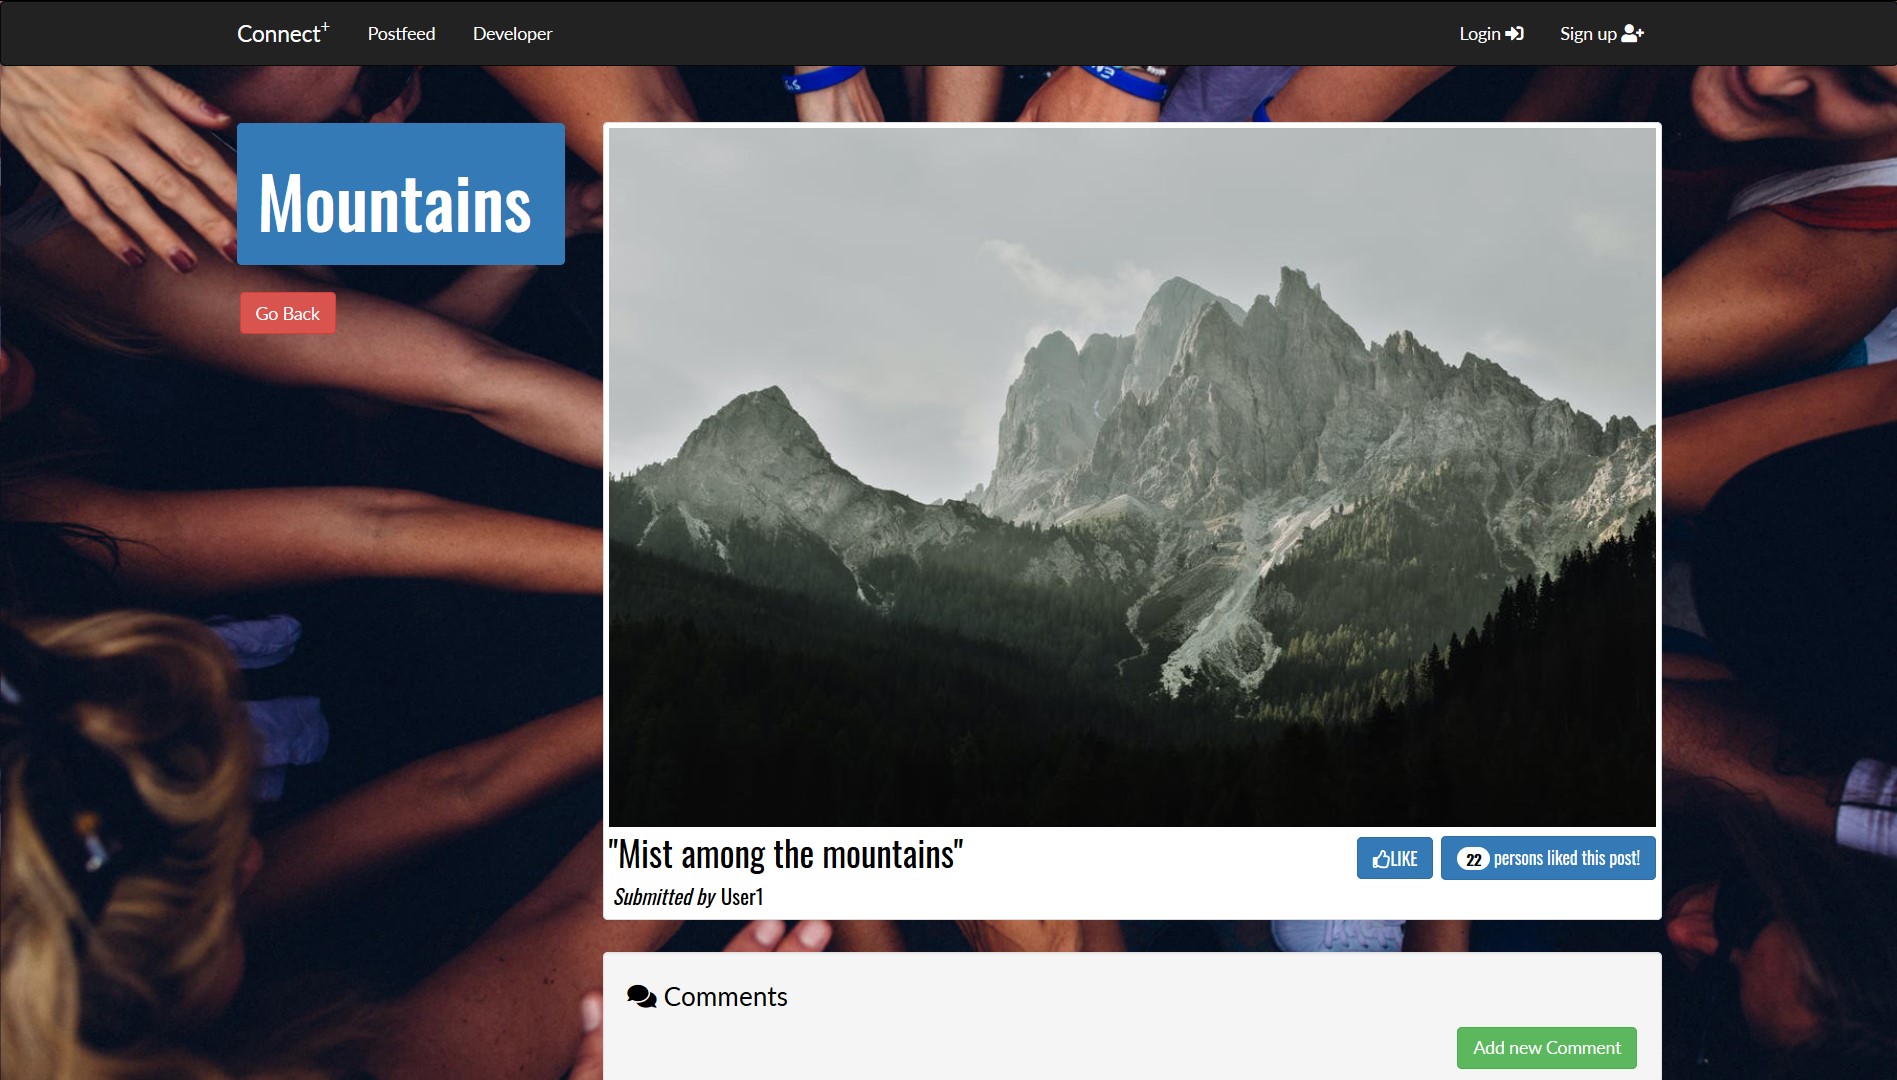 Connect+ Postfeed Developer Login Sign up
Mountains
Go Back
"Mist among the mountains"
LIKE 22 persons liked this post!
Submitted by User1
Comments
Add new Comment